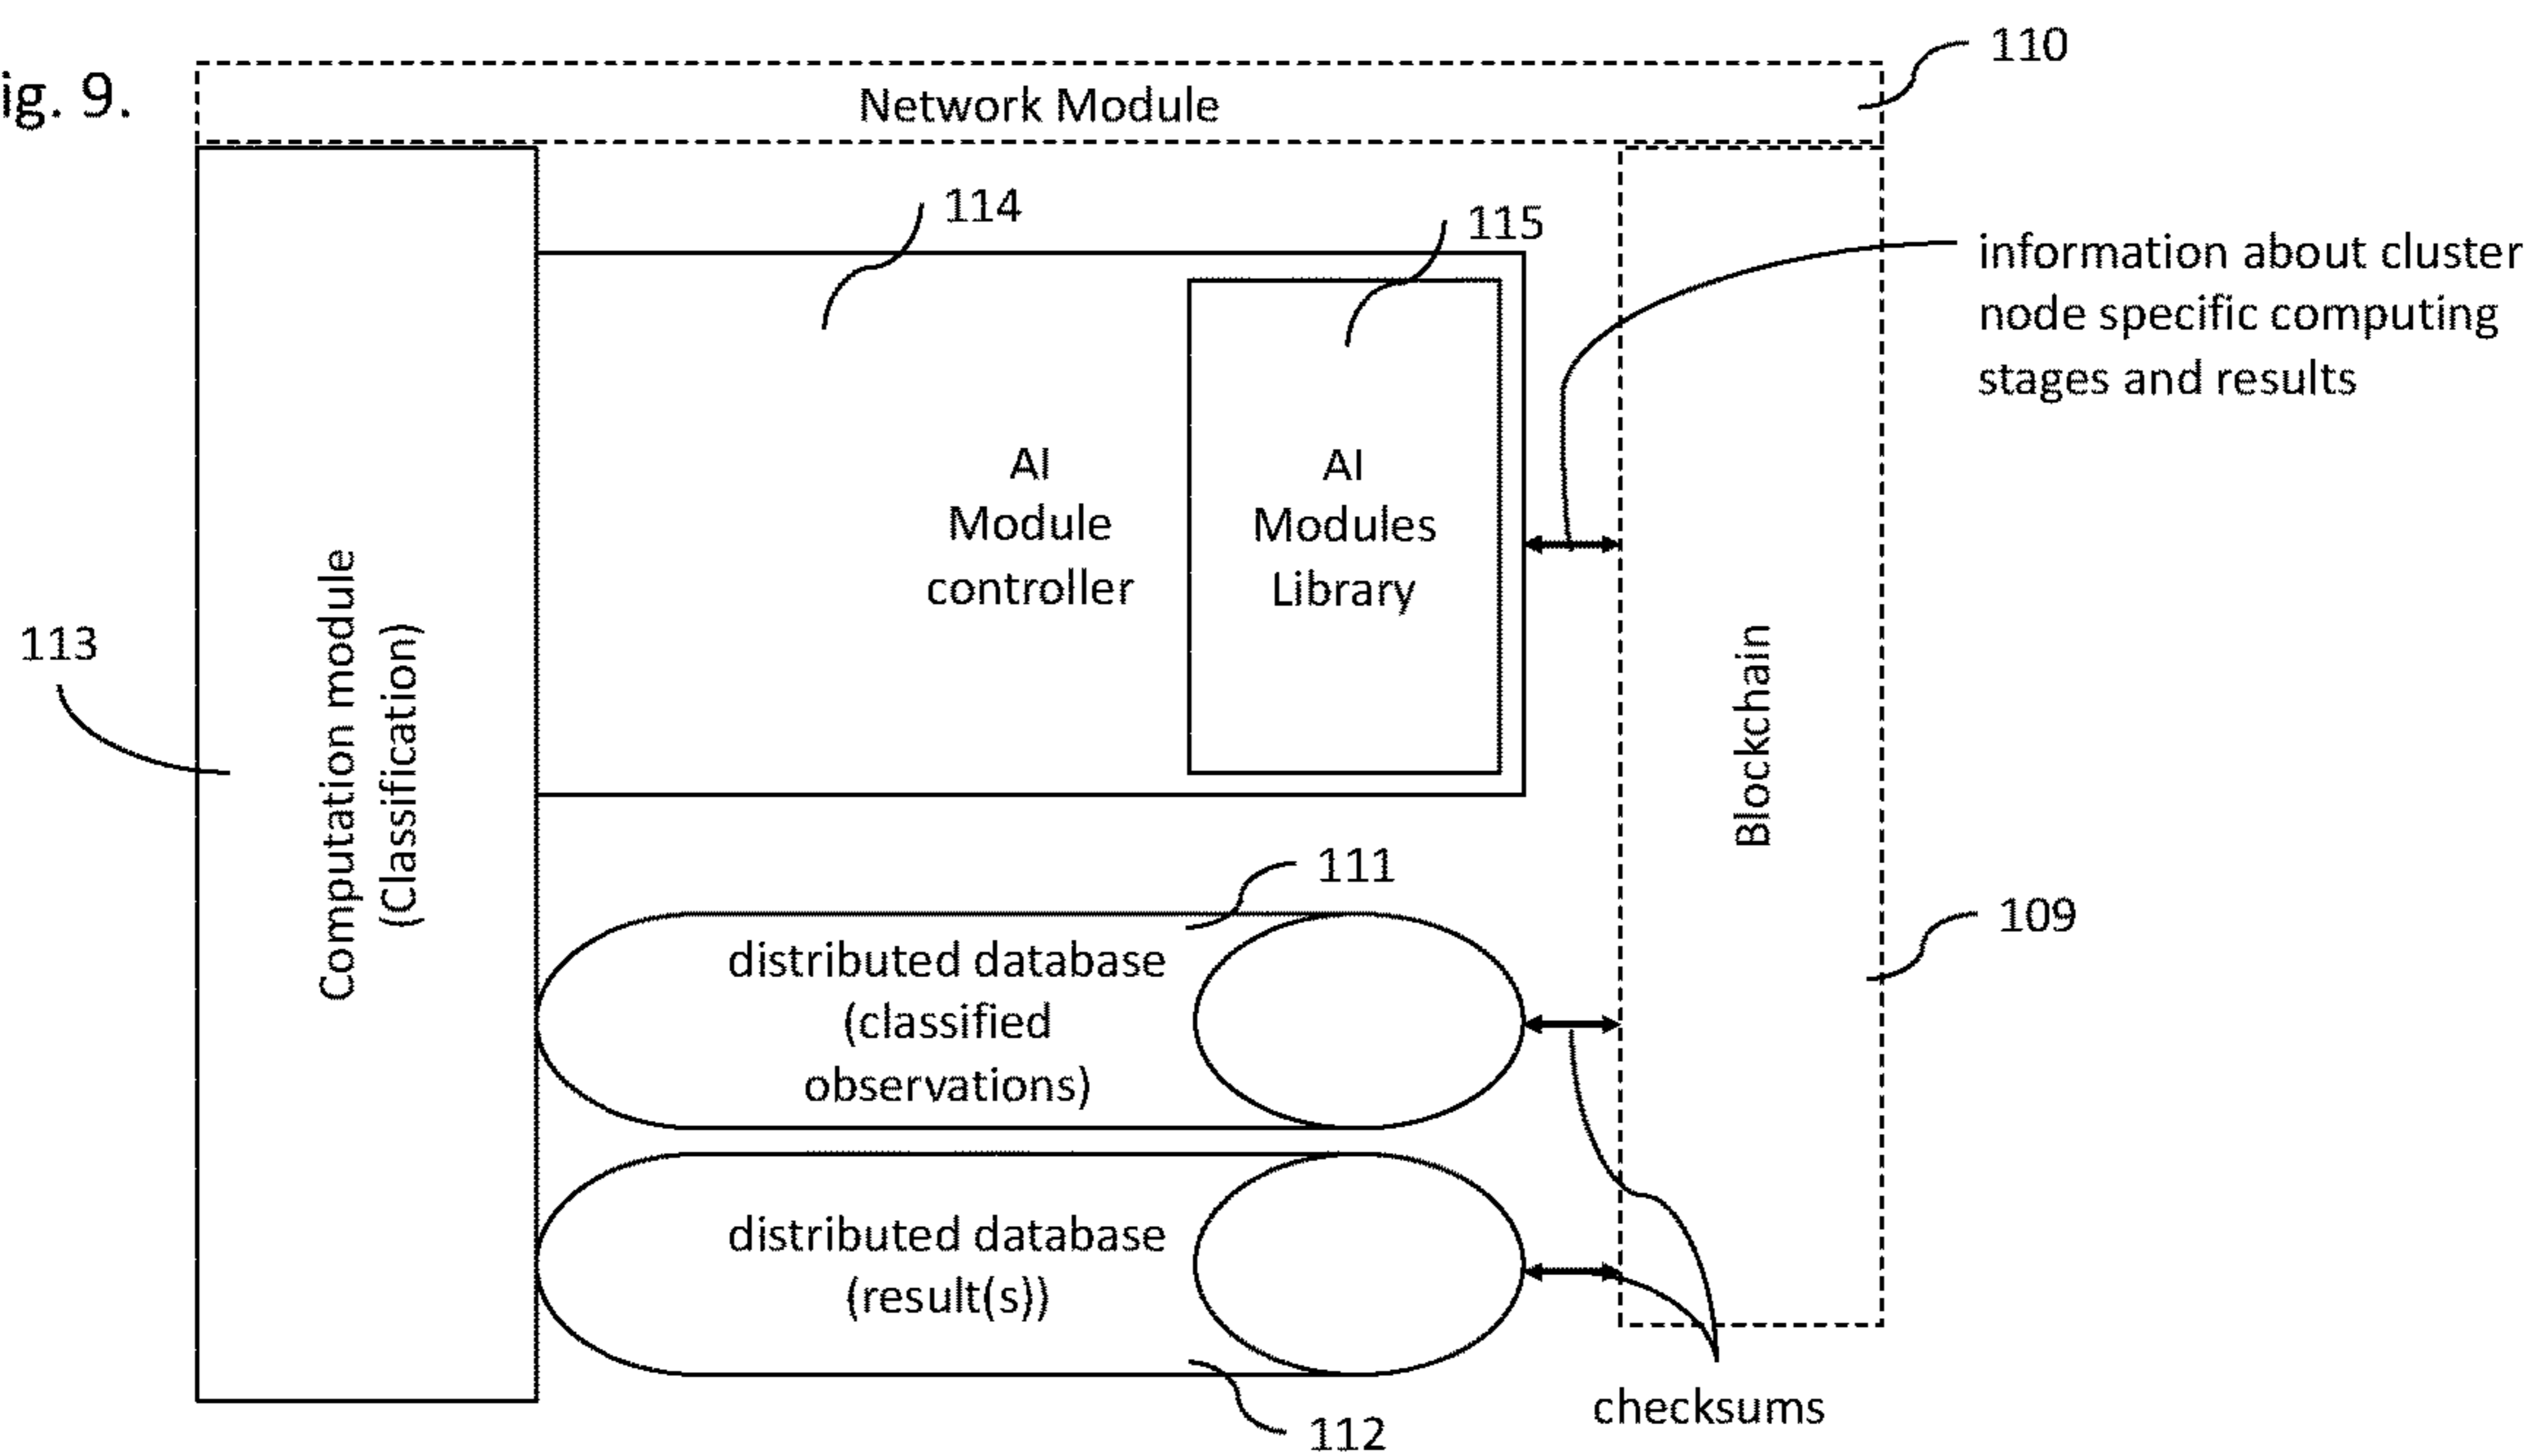 ig. 9.
110
Network Module
114
115
information about cluster
node specific computing
stages and results
AI
Module
controller
AI
Modules
Library
113
Computation module
(Classification)
Blockchain
111
109
distributed database
(classified
observations)
distributed database
(result(s))
checksums
112